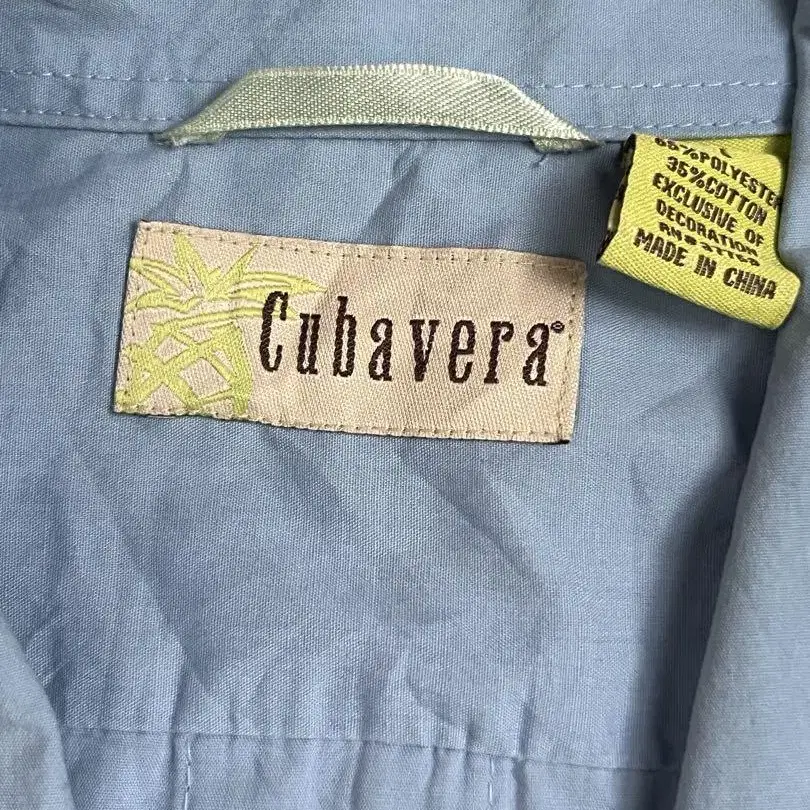 Cubavera®
L
65%POLYESTER
35%COTTON
EXCLUSIVE OF
DECORATION
MADE IN CHINA